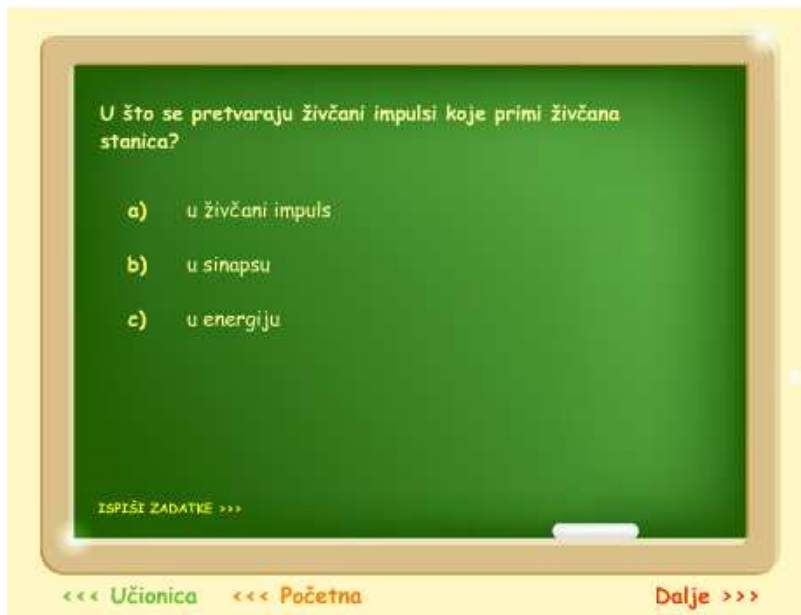 U što se pretvaraju živčani impulsi koje primi živčana
stanica?
a) u živčani impuls
b) u sinapsu
c) u energiju
ISPIŠI ZADATKE >>>
<<< Učionica <<< Početna Dalje >>>